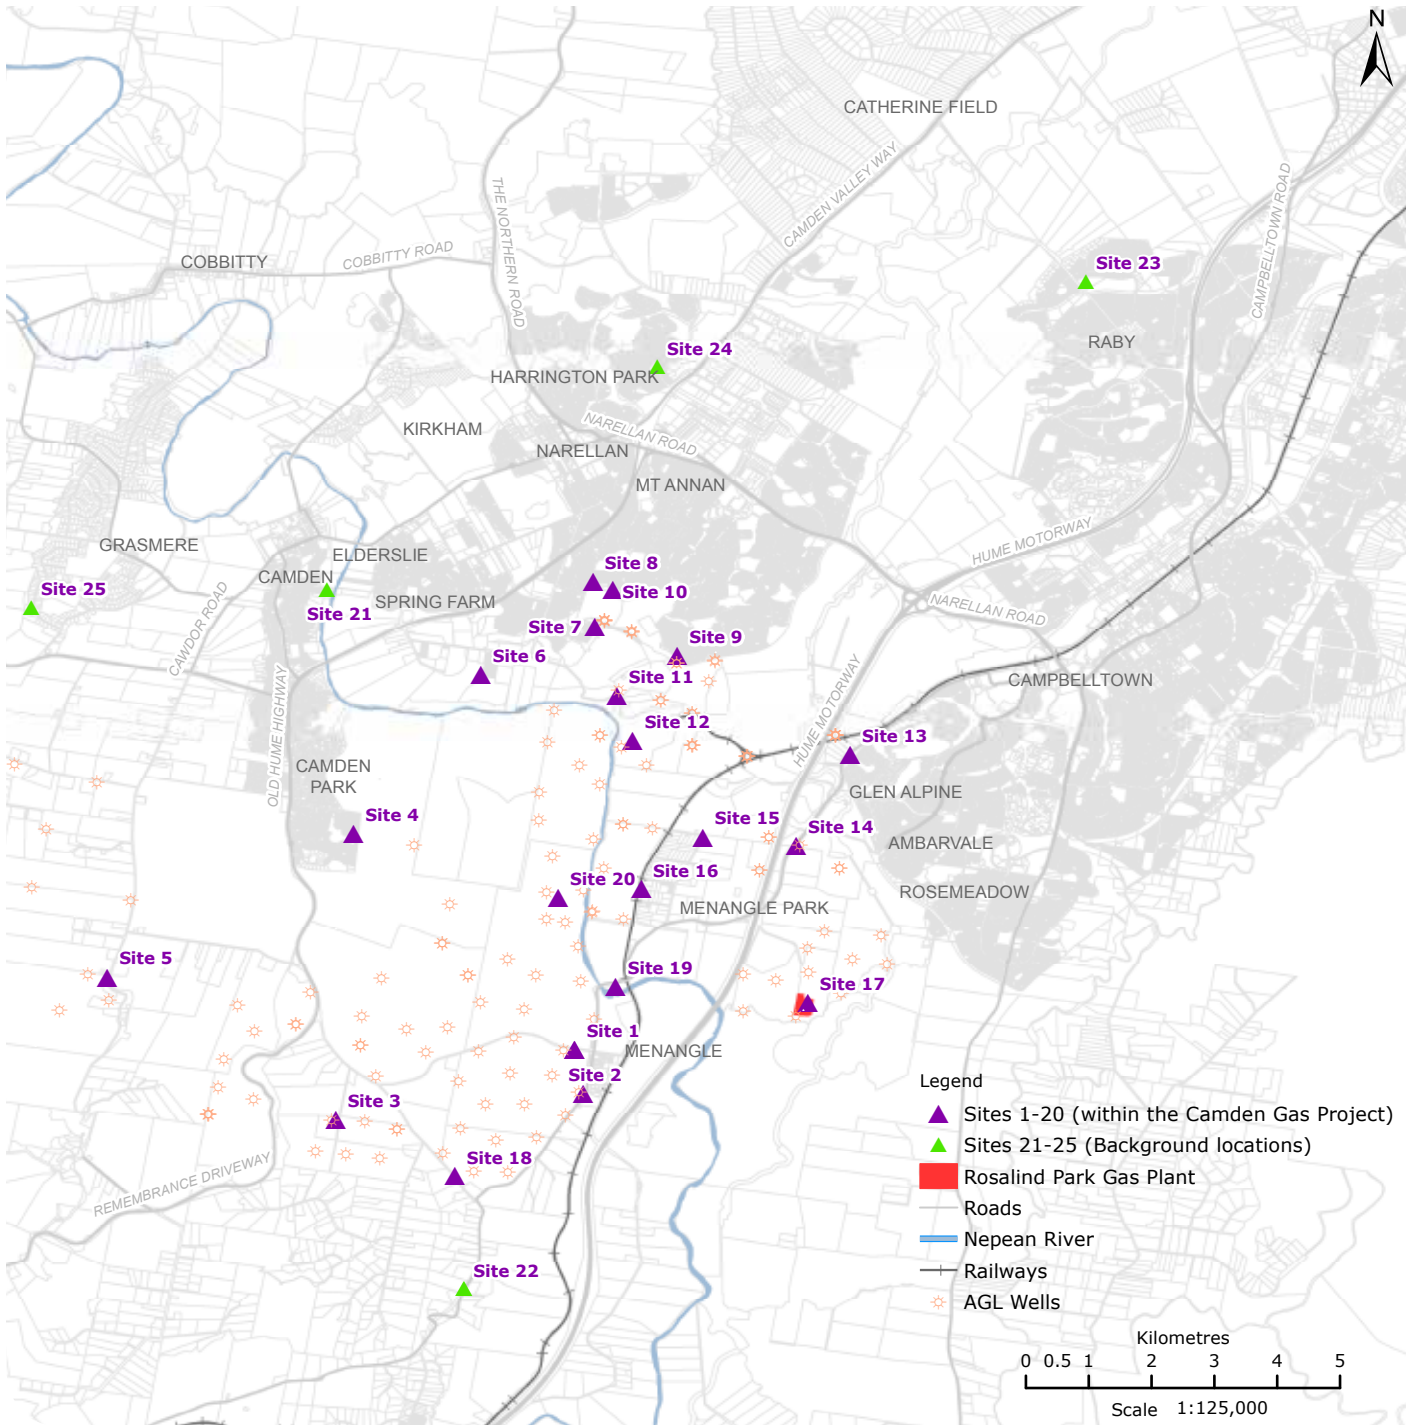 N
CATHERINE FIELD
CAMDEN VALLEY WAY
THE NORTHERN ROAD
CAMPBELLTOWN ROAD
COBBITTY
COBBITTY ROAD
Site 23
RABY
Site 24
HARRINGTON PARK
KIRKHAM
NARELLAN ROAD
NARELLAN
MT ANNAN
GRASMERE
ELDERSLIE
HUME MOTORWAY
CAMDEN
Site 25
Site 8
Site 10
SPRING FARM
Site 21
NARELLAN ROAD
CAWDOR ROAD
Site 7
Site 9
Site 6
Site 11
CAMPBELLTOWN
OLD HUME HIGHWAY
HUME MOTORWAY
Site 12
Site 13
CAMDEN
PARK
GLEN ALPINE
Site 4
Site 15
Site 14
AMBARVALE
Site 20
Site 16
ROSEMEADOW
MENANGLE PARK
Site 5
Site 19
Site 17
Site 1
MENANGLE
Site 2
Site 3
Site 18
REMEMBRANCE DRIVEWAY
Site 22
Legend
Sites 1-20 (within the Camden Gas Project)
Sites 21-25 (Background locations)
Rosalind Park Gas Plant
Roads
Nepean River
Railways
AGL Wells
Kilometres
0 0.5 1 2 3 4 5
Scale 1:125,000